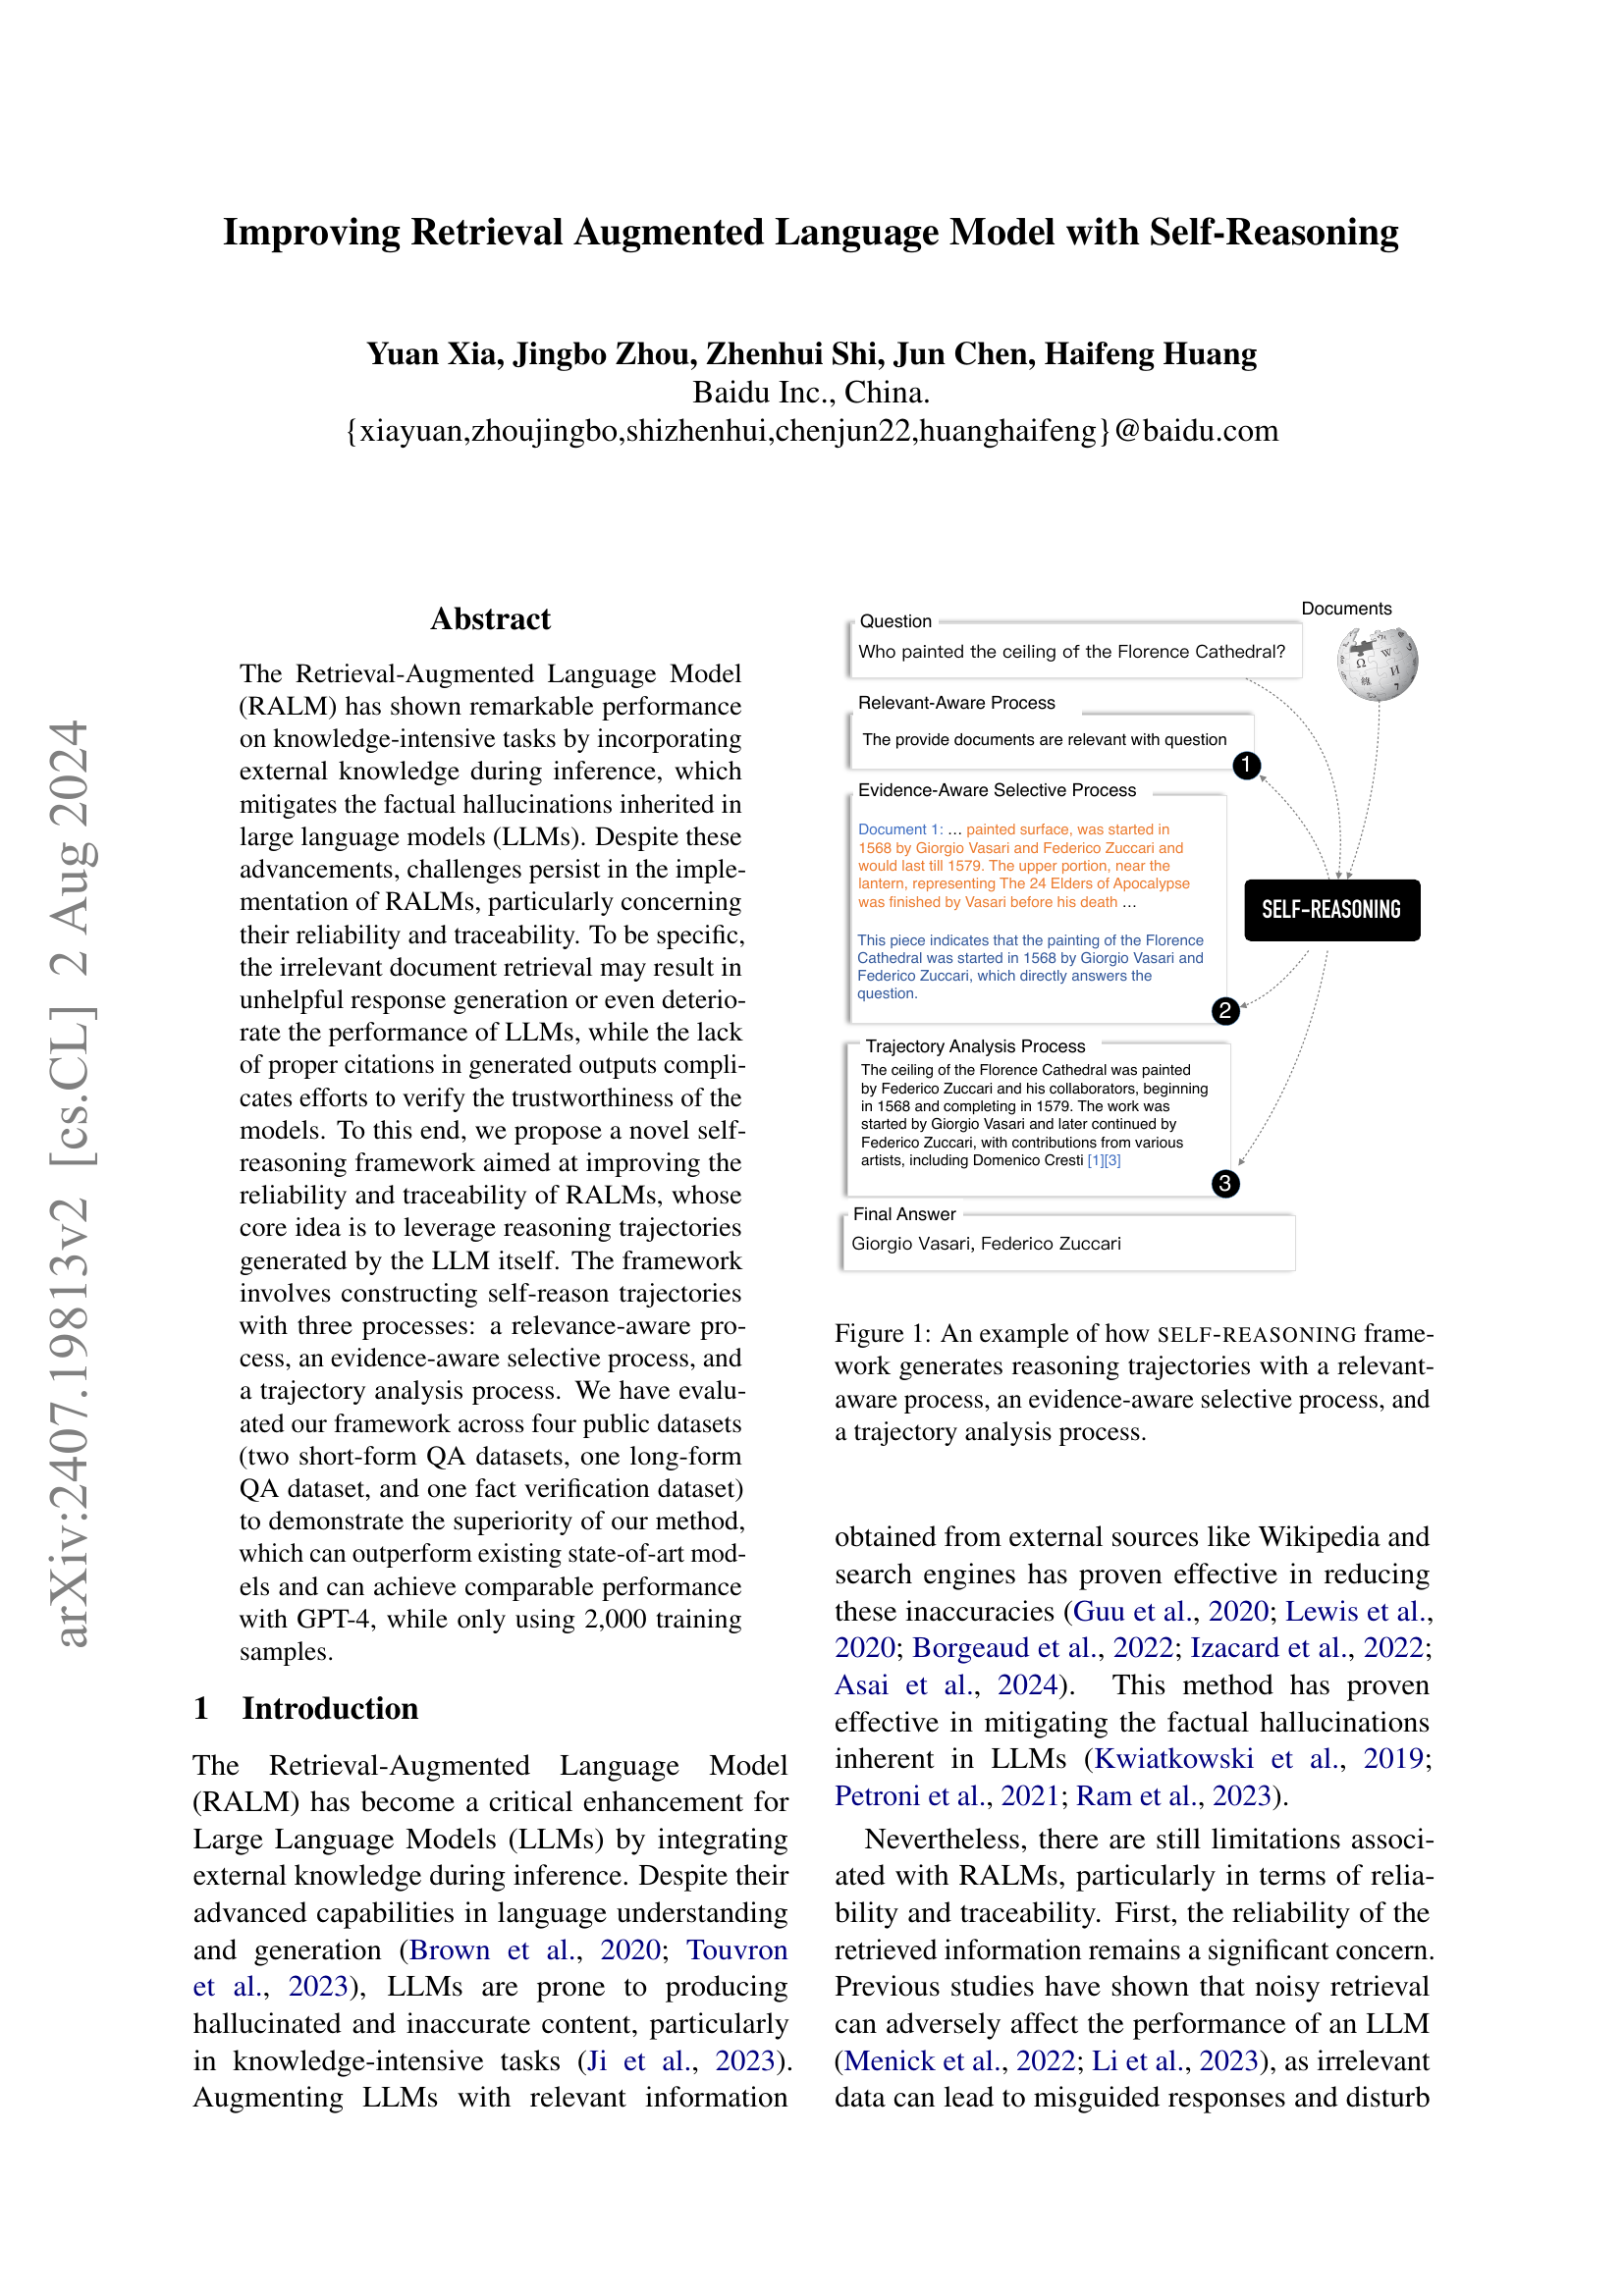 Improving Retrieval Augmented Language Model with Self-Reasoning
Yuan Xia, Jingbo Zhou, Zhenhui Shi, Jun Chen, Haifeng Huang
Baidu Inc., China.
{xiayuan,zhoujingbo,shizhenhui,chenjun22,huanghaifeng}@baidu.com
arXiv:2407.19813v2 [cs.CL] 2 Aug 2024
Abstract
The Retrieval-Augmented Language Model
(RALM) has shown remarkable performance
on knowledge-intensive tasks by incorporating
external knowledge during inference, which
mitigates the factual hallucinations inherited in
large language models (LLMs). Despite these
advancements, challenges persist in the imple-
mentation of RALMs, particularly concerning
their reliability and traceability. To be specific,
the irrelevant document retrieval may result in
unhelpful response generation or even deterio-
rate the performance of LLMs, while the lack
of proper citations in generated outputs compli-
cates efforts to verify the trustworthiness of the
models. To this end, we propose a novel self-
reasoning framework aimed at improving the
reliability and traceability of RALMs, whose
core idea is to leverage reasoning trajectories
generated by the LLM itself. The framework
involves constructing self-reason trajectories
with three processes: a relevance-aware pro-
cess, an evidence-aware selective process, and
a trajectory analysis process. We have evalu-
ated our framework across four public datasets
(two short-form QA datasets, one long-form
QA dataset, and one fact verification dataset)
to demonstrate the superiority of our method,
which can outperform existing state-of-art mod-
els and can achieve comparable performance
with GPT-4, while only using 2,000 training
samples.
1 Introduction
The Retrieval-Augmented Language Model
(RALM) has become a critical enhancement for
Large Language Models (LLMs) by integrating
external knowledge during inference. Despite their
advanced capabilities in language understanding
and generation (Brown et al., 2020; Touvron
et al., 2023), LLMs are prone to producing
hallucinated and inaccurate content, particularly
in knowledge-intensive tasks (Ji et al., 2023).
Augmenting LLMs with relevant information
Documents
Question
Who painted the ceiling of the Florence Cathedral?
Relevant-Aware Process
The provide documents are relevant with question
1
Evidence-Aware Selective Process
Document 1: ... painted surface, was started in
1568 by Giorgio Vasari and Federico Zuccari and
would last till 1579. The upper portion, near the
lantern, representing The 24 Elders of Apocalypse
was finished by Vasari before his death ...
SELF-REASONING
This piece indicates that the painting of the Florence
Cathedral was started in 1568 by Giorgio Vasari and
Federico Zuccari, which directly answers the
question.
2
Trajectory Analysis Process
The ceiling of the Florence Cathedral was painted
by Federico Zuccari and his collaborators, beginning
in 1568 and completing in 1579. The work was
started by Giorgio Vasari and later continued by
Federico Zuccari, with contributions from various
artists, including Domenico Cresti [1][3]
3
Final Answer
Giorgio Vasari, Federico Zuccari
Figure 1: An example of how SELF-REASONING frame-
work generates reasoning trajectories with a relevant-
aware process, an evidence-aware selective process, and
a trajectory analysis process.
obtained from external sources like Wikipedia and
search engines has proven effective in reducing
these inaccuracies (Guu et al., 2020; Lewis et al.,
2020; Borgeaud et al., 2022; Izacard et al., 2022;
Asai et al., 2024). This method has proven
effective in mitigating the factual hallucinations
inherent in LLMs (Kwiatkowski et al., 2019;
Petroni et al., 2021; Ram et al., 2023).
Nevertheless, there are still limitations associ-
ated with RALMs, particularly in terms of relia-
bility and traceability. First, the reliability of the
retrieved information remains a significant concern.
Previous studies have shown that noisy retrieval
can adversely affect the performance of an LLM
(Menick et al., 2022; Li et al., 2023), as irrelevant
data can lead to misguided responses and disturb